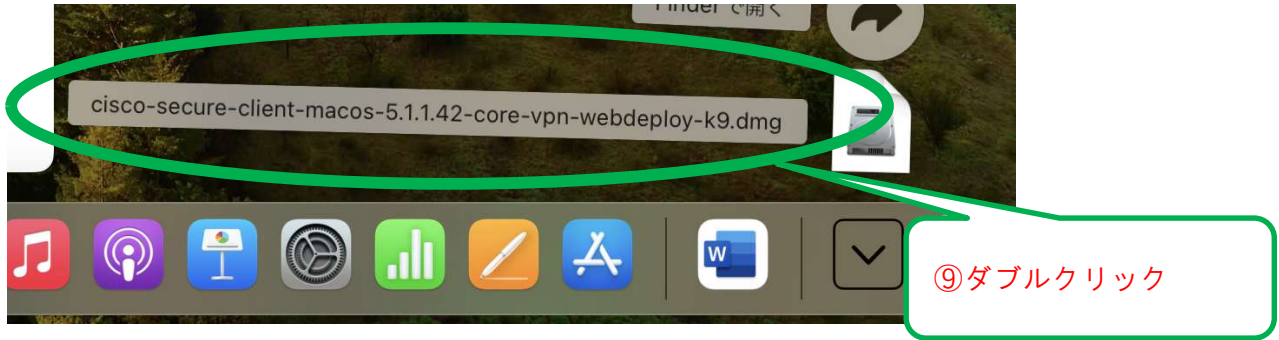 Finder で開く
cisco-secure-client-macos-5.1.1.42-core-vpn-webdeploy-k9.dmg
W
⑨ダブルクリック